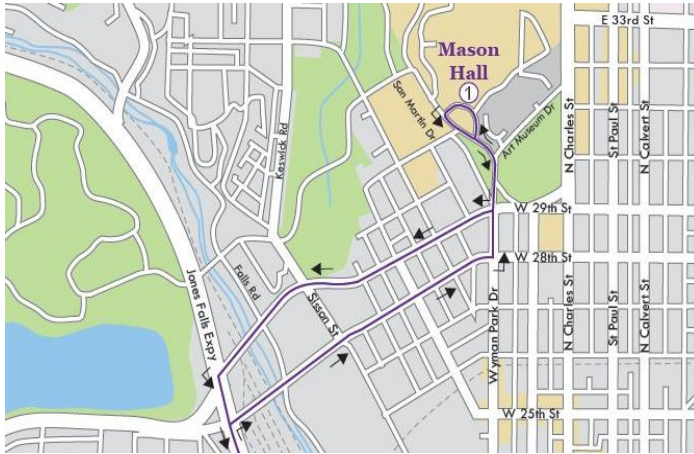 E 33rd St
Mason
Hall
1
San Martin Dr
Art Museum Dr
Keswick Rd
N Charles St
St Paul St
N Calvert St
W 29th St
W 28th St
Jones Falls Expy
Falls Rd
Sisson St
Wyman Park Dr
N Charles St
St Paul St
N Calvert St
W 25th St